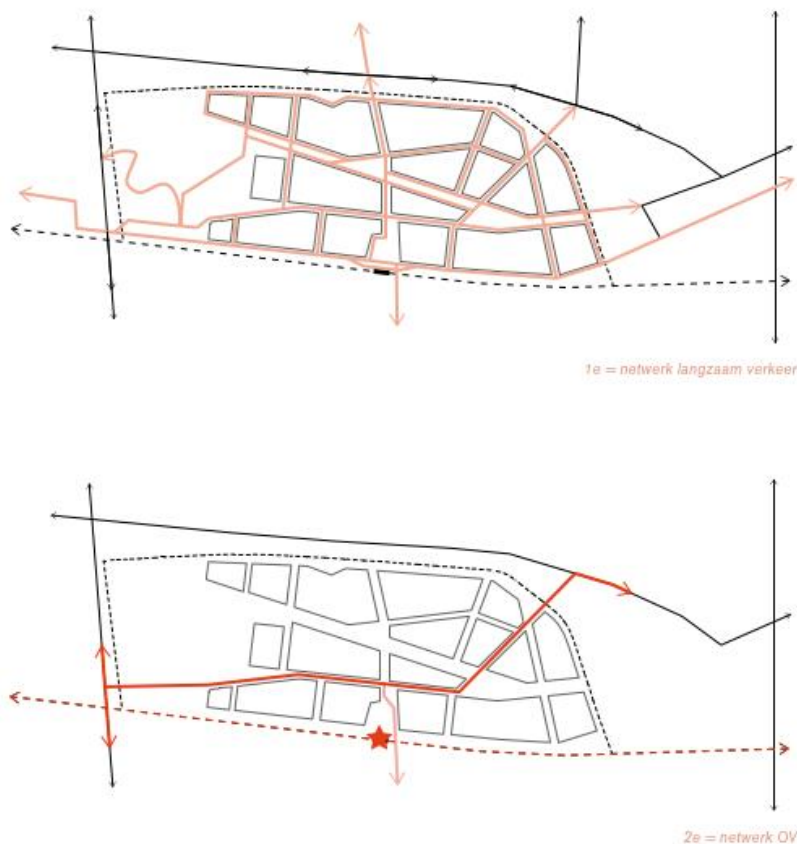 1e = netwerk langzaam verkeer
2e = netwerk OV